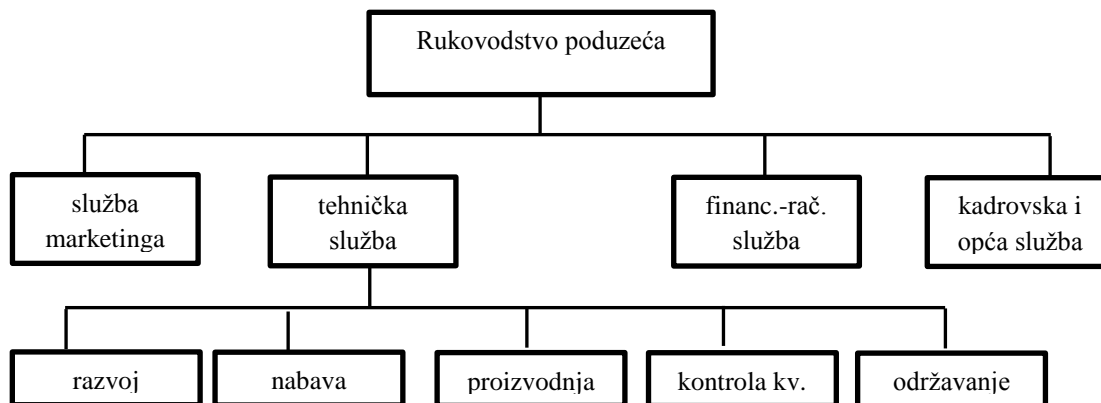 Rukovodstvo poduzeća
služba
marketinga
tehnička
služba
financ.-rač.
služba
kadrovska i
opća služba
razvoj
nabava
proizvodnja
kontrola kv.
održavanje